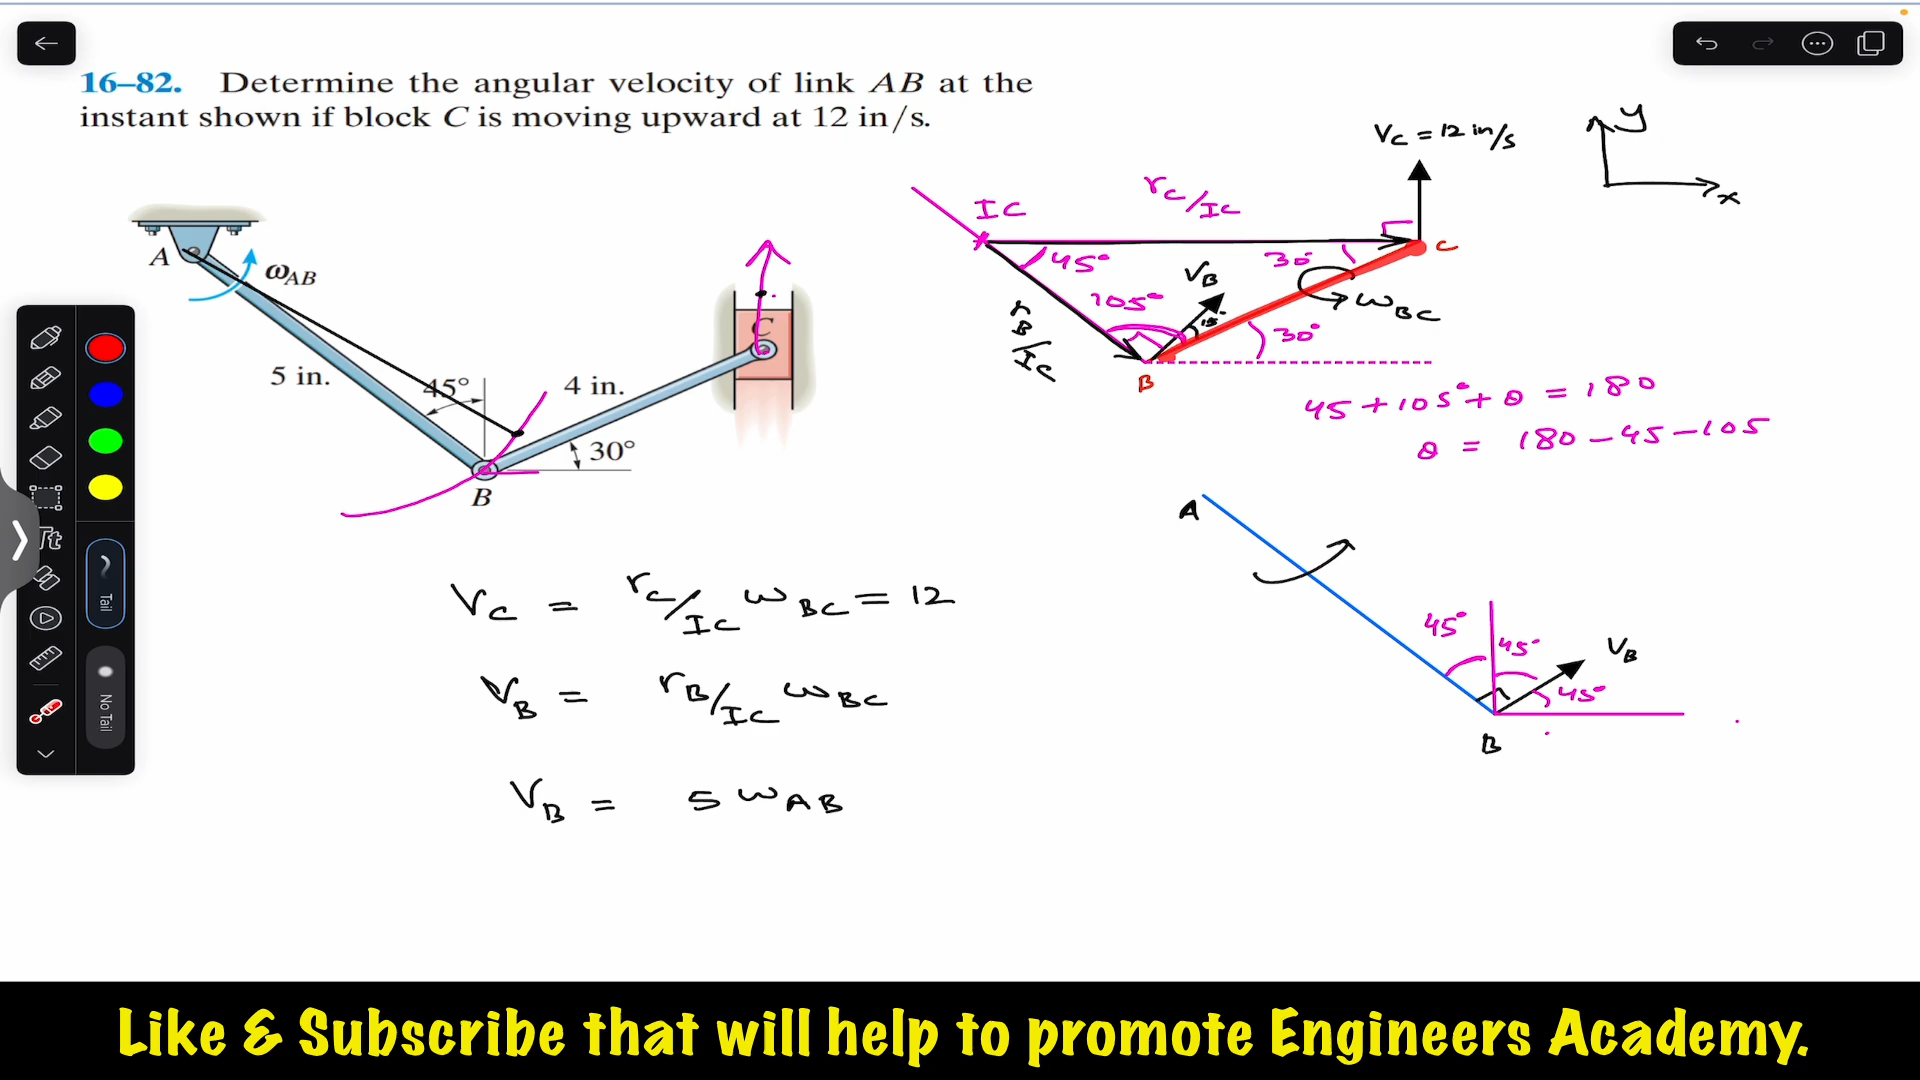 16–82. Determine the angular velocity of link AB at the
instant shown if block C is moving upward at 12 in/s.
A
ωAB
5 in.
45°
4 in.
C
30°
B
VC = 12 in/s
y
x
IC
rC/IC
C
45°
30°
VB
105°
15°
ωBC
rB/IC
30°
B
45 + 105° + θ = 180
θ = 180 – 45 – 105
A
45°
45°
VB
45°
B
VC = rC/IC ωBC = 12
VB = rB/IC ωBC
VB = 5 ωAB
Tt
Tail
No Tail
Like & Subscribe that will help to promote Engineers Academy.